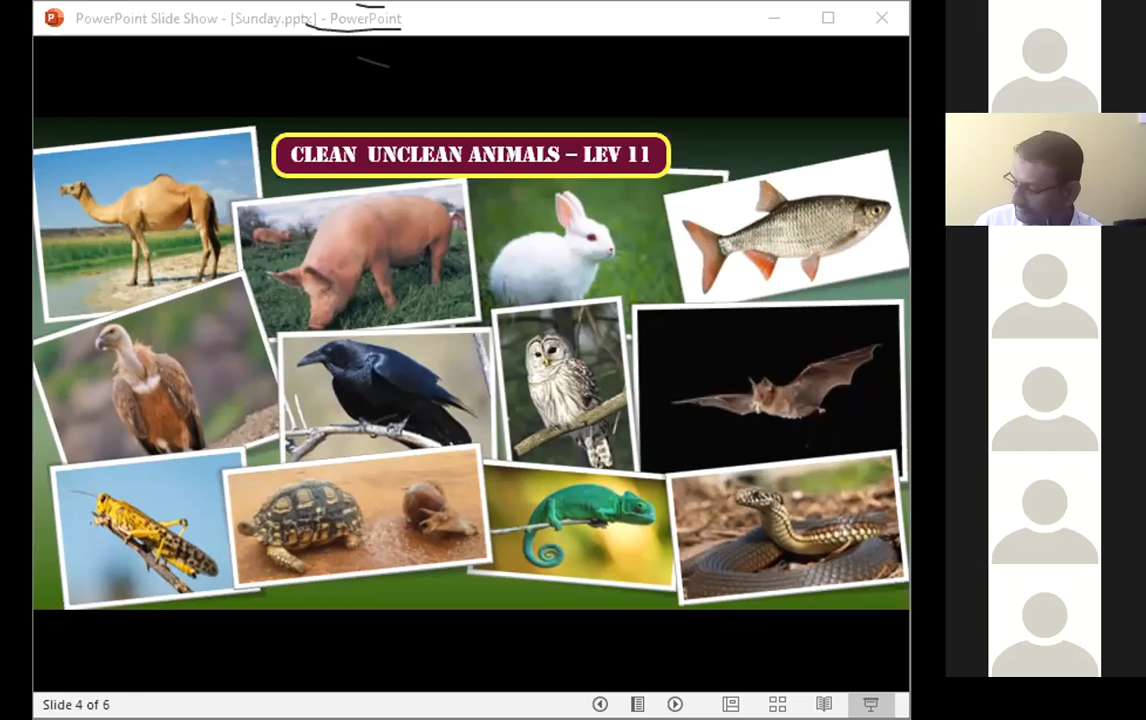 PowerPoint Slide Show - [Sunday.pptx] - PowerPoint
CLEAN UNCLEAN ANIMALS – LEV 11
Slide 4 of 6